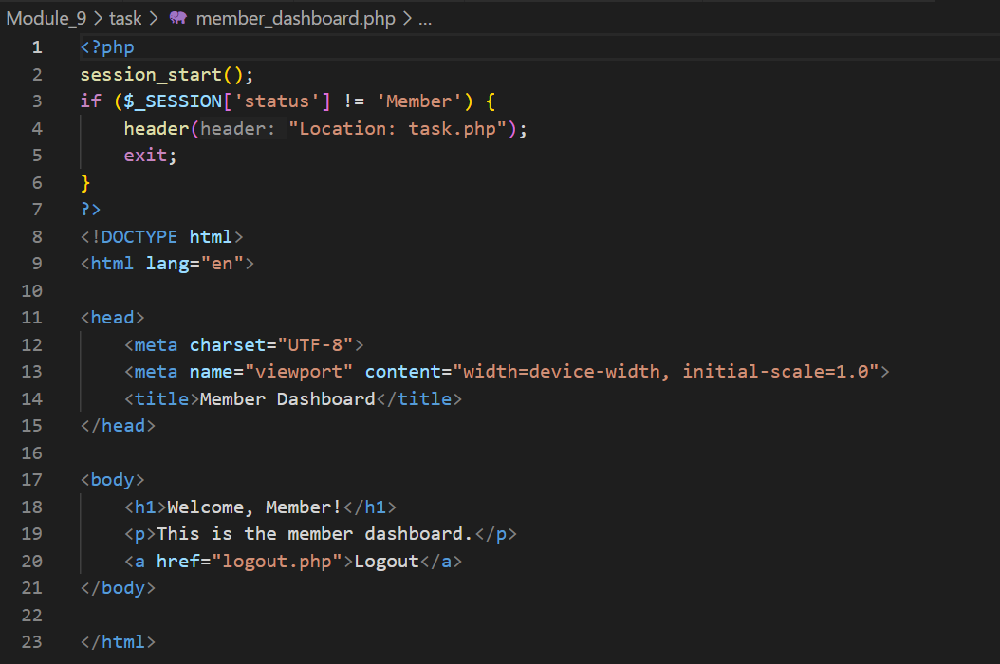 Module_9 > task > member_dashboard.php > ...
1 <?php
2 session_start();
3 if ($_SESSION['status'] != 'Member') {
4     header(header: "Location: task.php");
5     exit;
6 }
7 ?>
8 <!DOCTYPE html>
9 <html lang="en">
10
11 <head>
12     <meta charset="UTF-8">
13     <meta name="viewport" content="width=device-width, initial-scale=1.0">
14     <title>Member Dashboard</title>
15 </head>
16
17 <body>
18     <h1>Welcome, Member!</h1>
19     <p>This is the member dashboard.</p>
20     <a href="logout.php">Logout</a>
21 </body>
22
23 </html>